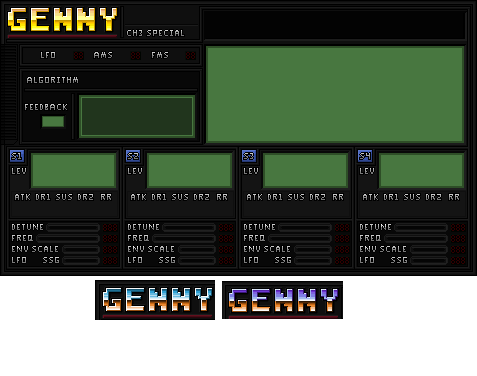 GENNY
CH3 SPECIAL
LFO AMS FMS
ALGORITHM
FEEDBACK
S1 S2 S3 S4
LEV LEV LEV LEV
ATK DR1 SUS DR2 RR ATK DR1 SUS DR2 RR ATK DR1 SUS DR2 RR ATK DR1 SUS DR2 RR
DETUNE DETUNE DETUNE DETUNE
FREQ FREQ FREQ FREQ
ENV SCALE ENV SCALE ENV SCALE ENV SCALE
LFO SSG LFO SSG LFO SSG LFO SSG
GENNY GENNY